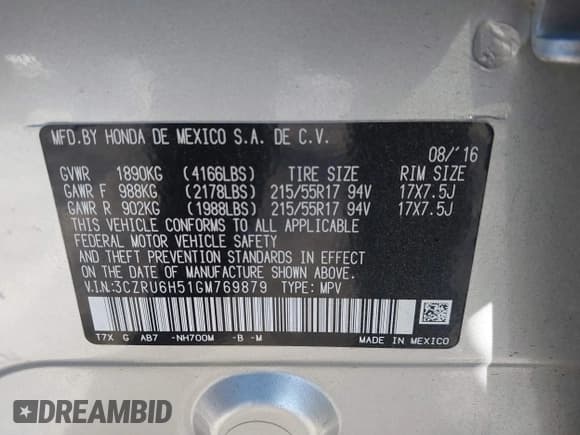 MFD.BY HONDA DE MEXICO S.A. DE C.V.
08/'16
GVWR 1890KG (4166LBS) TIRE SIZE RIM SIZE
GAWR F 988KG (2178LBS) 215/55R17 94V 17X7.5J
GAWR R 902KG (1988LBS) 215/55R17 94V 17X7.5J
THIS VEHICLE CONFORMS TO ALL APPLICABLE
FEDERAL MOTOR VEHICLE SAFETY
AND THEFT PREVENTION STANDARDS IN EFFECT
ON THE DATE OF MANUFACTURE SHOWN ABOVE.
V.I.N:3CZRU6H51GM769879 TYPE: MPV
T7X G AB7 -NH700M -B -M
MADE IN MEXICO
DREAMBID